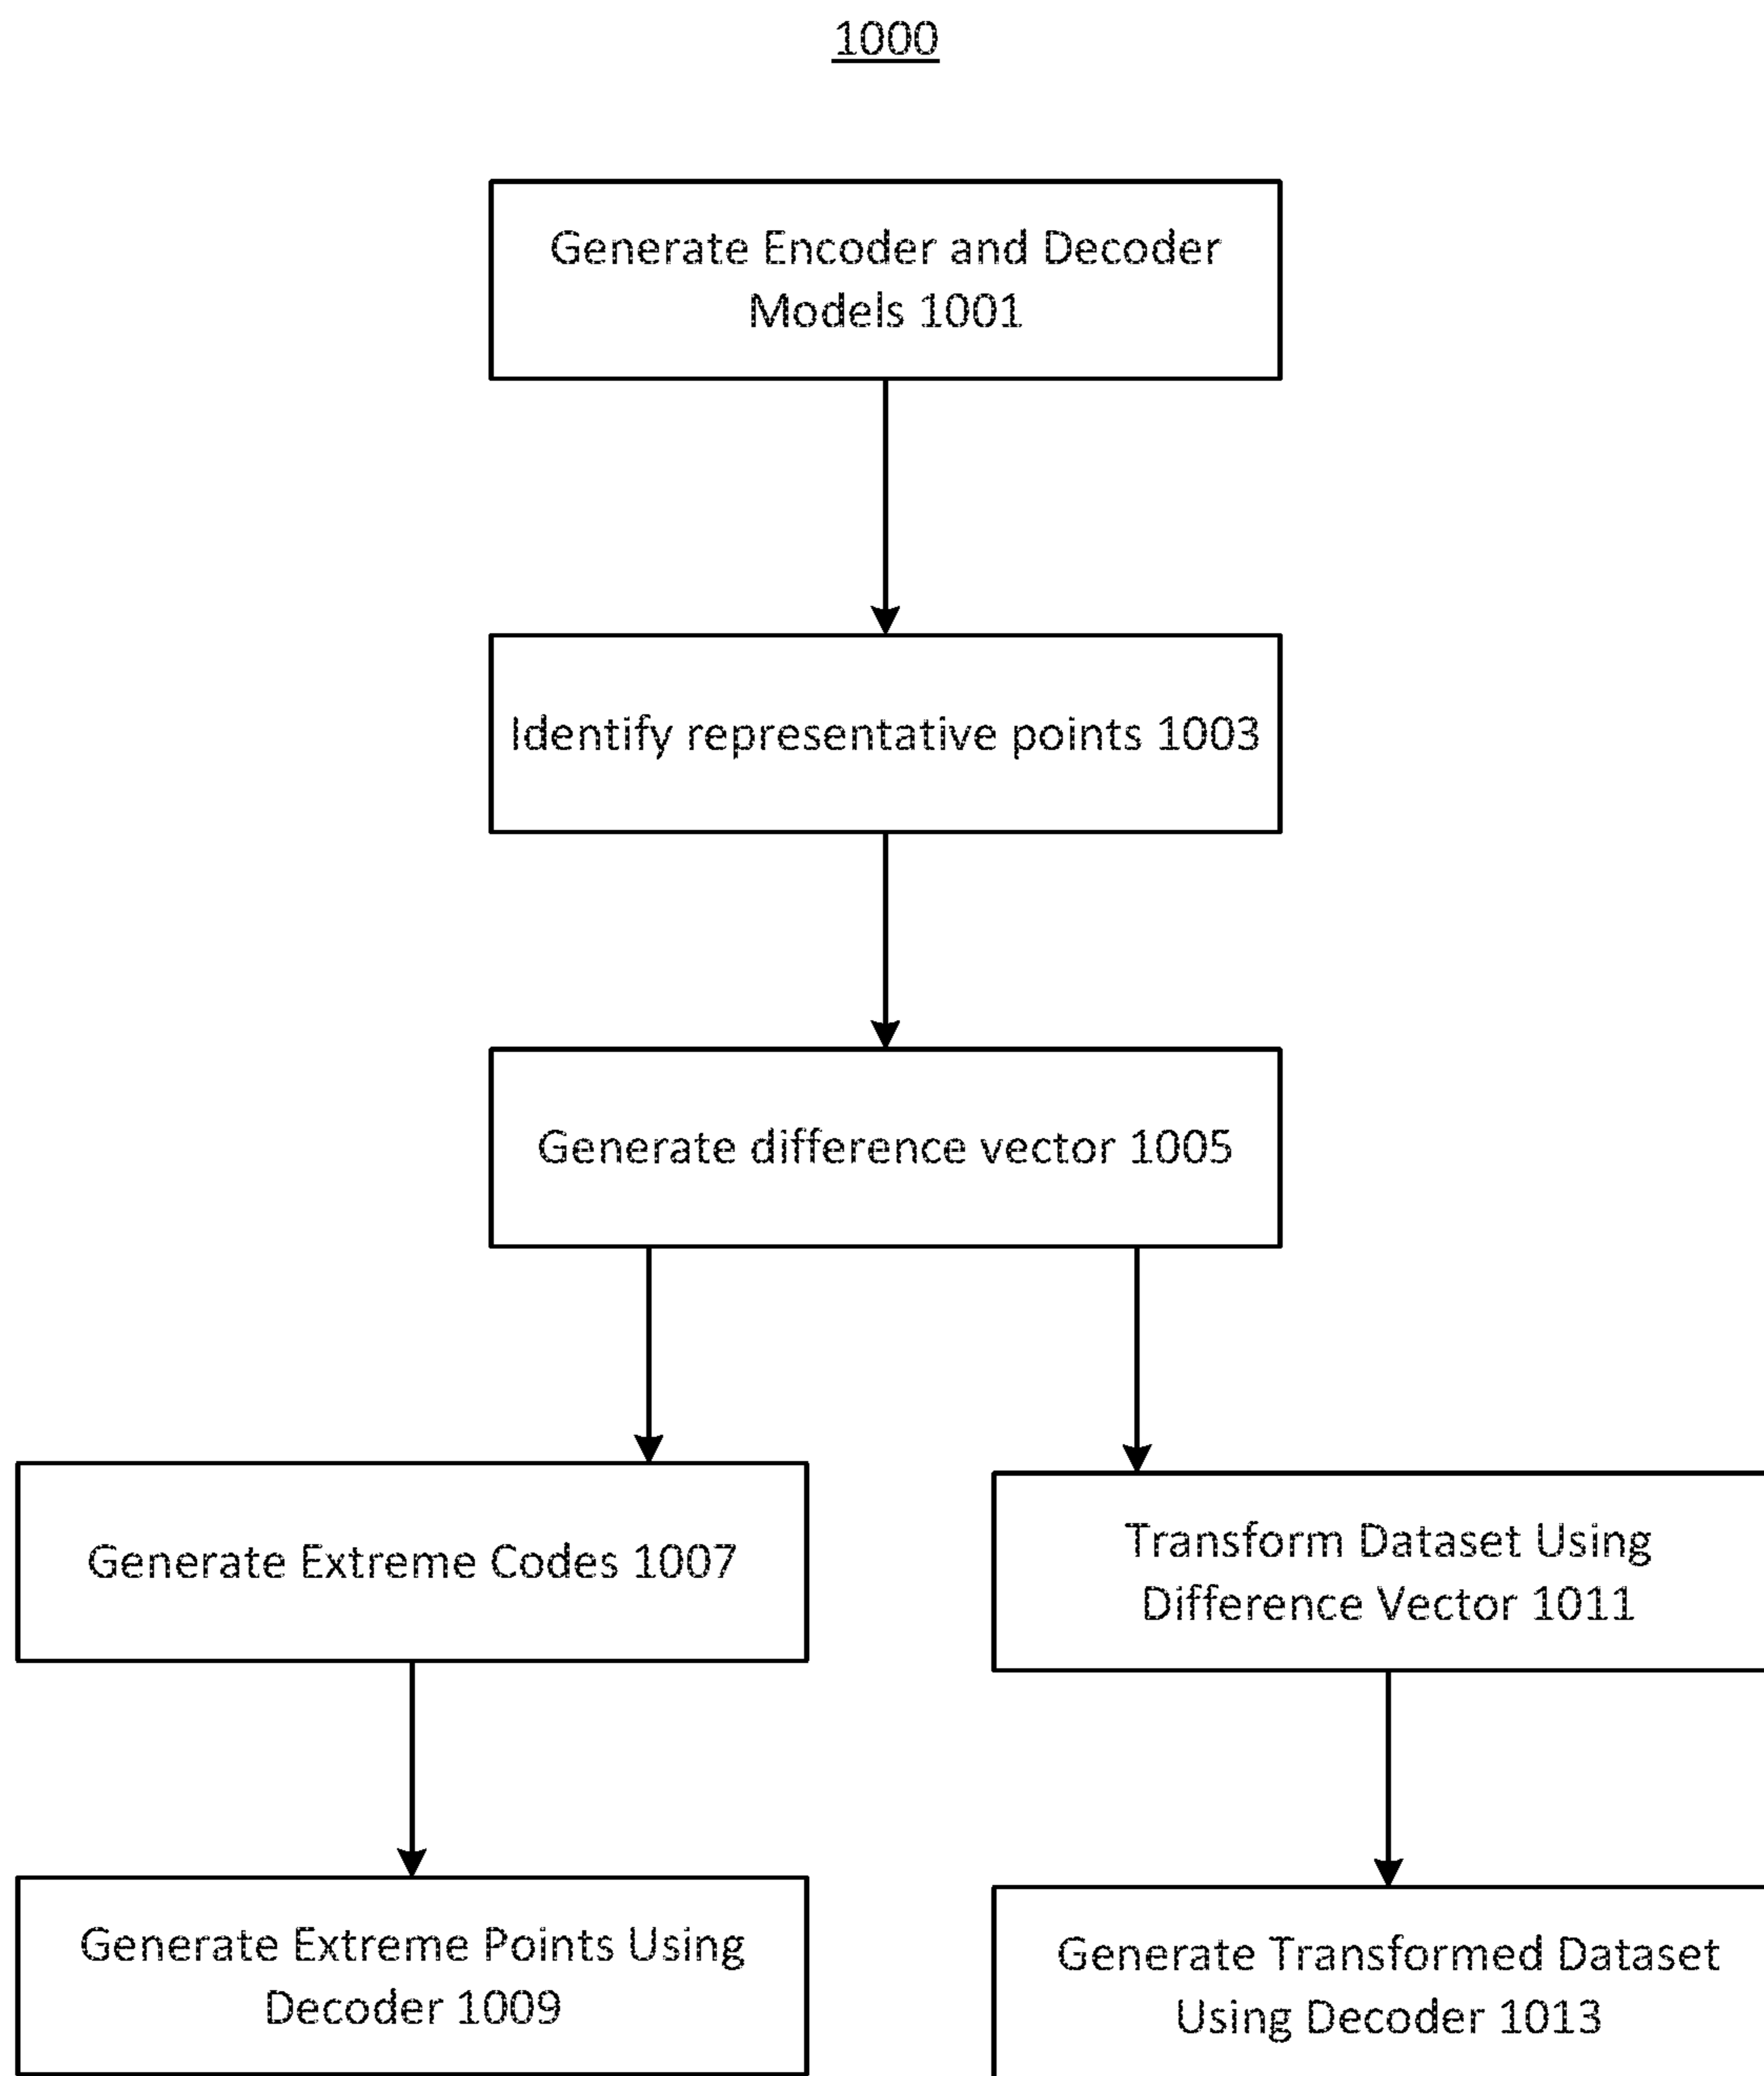 1000
Generate Encoder and Decoder
Models 1001
Identify representative points 1003
Generate difference vector 1005
Generate Extreme Codes 1007
Transform Dataset Using
Difference Vector 1011
Generate Extreme Points Using
Decoder 1009
Generate Transformed Dataset
Using Decoder 1013